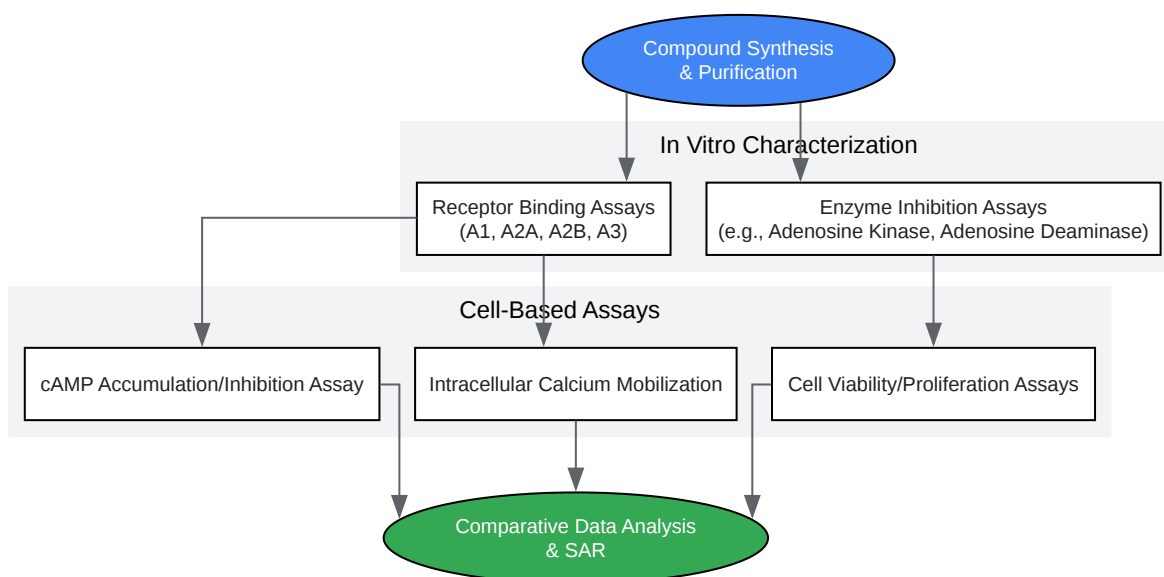 Compound Synthesis
& Purification
In Vitro Characterization
Receptor Binding Assays
(A1, A2A, A2B, A3)
Enzyme Inhibition Assays
(e.g., Adenosine Kinase, Adenosine Deaminase)
Cell-Based Assays
cAMP Accumulation/Inhibition Assay
Intracellular Calcium Mobilization
Cell Viability/Proliferation Assays
Comparative Data Analysis
& SAR